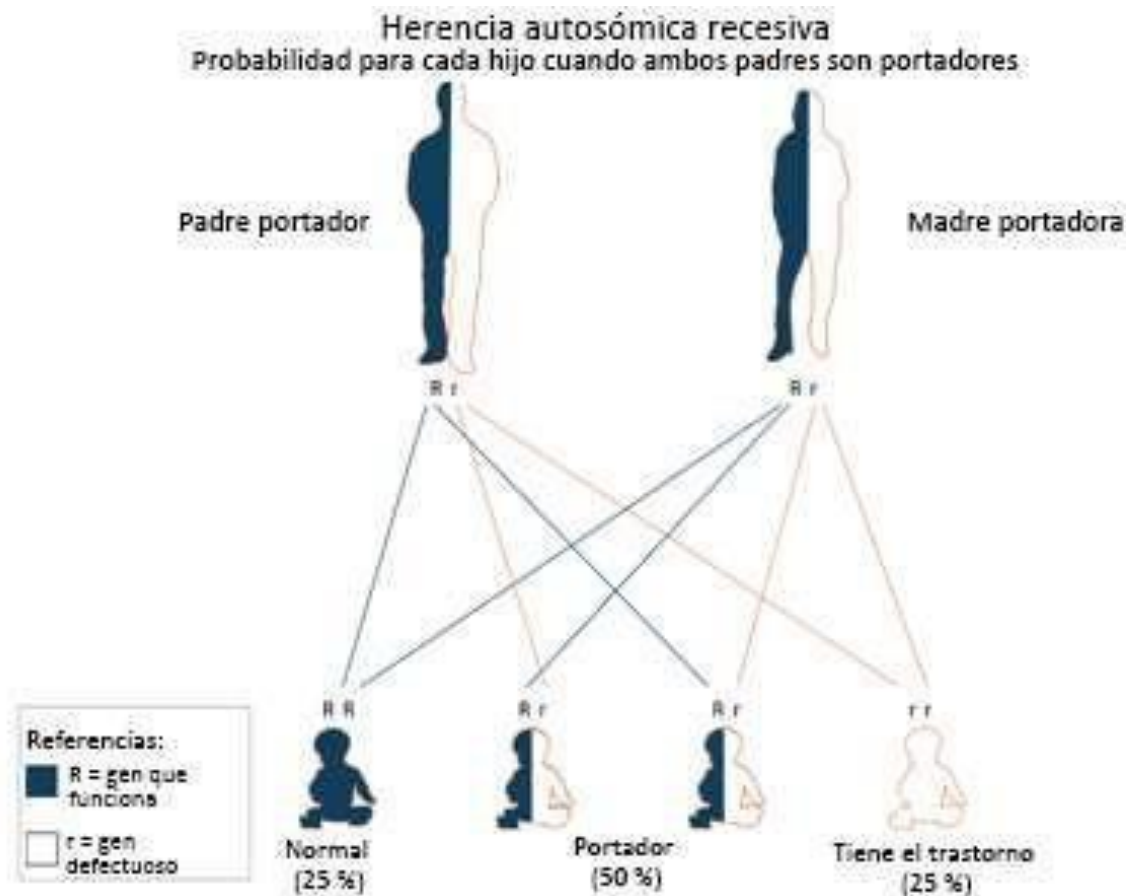 Herencia autosómica recesiva
Probabilidad para cada hijo cuando ambos padres son portadores
Padre portador
Madre portadora
R r
R r
R R
R r
R r
r r
Referencias:
R = gen que
funciona
r = gen
defectuoso
Normal
(25 %)
Portador
(50 %)
Tiene el trastorno
(25 %)